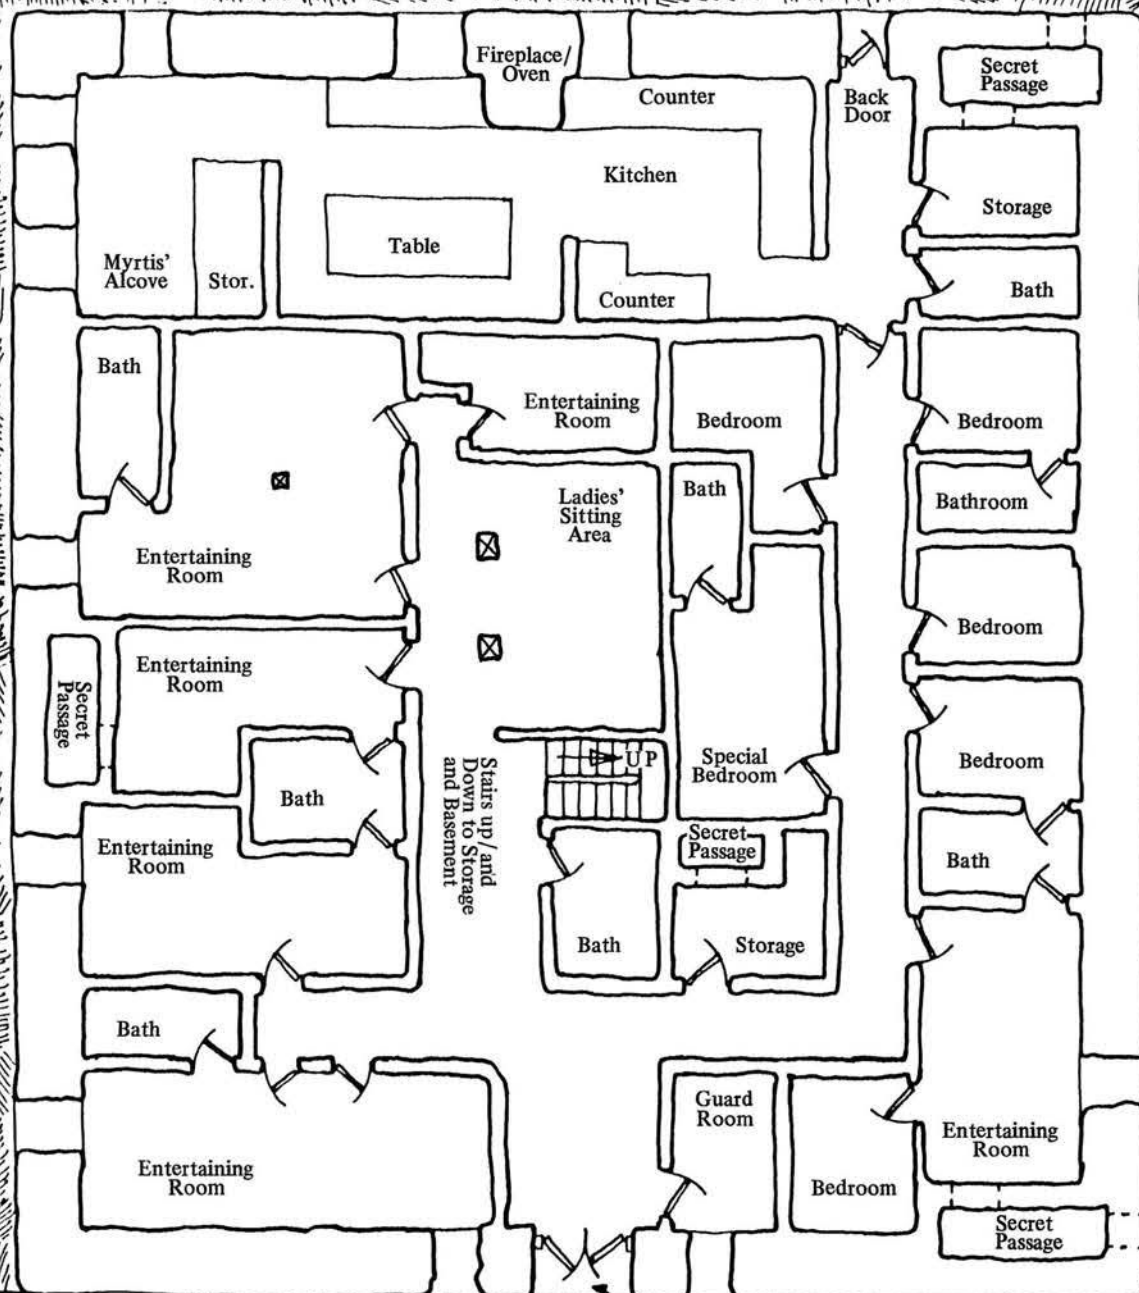 Fireplace/
Oven
Secret
Passage
Counter
Back
Door
Kitchen
Storage
Table
Myrtis'
Alcove
Stor.
Counter
Bath
Bath
Entertaining
Room
Bedroom
Bedroom
Ladies'
Sitting
Area
Bath
Bathroom
Entertaining
Room
Bedroom
Entertaining
Room
Secret
Passage
UP
Special
Bedroom
Bedroom
Stairs up/and
Down to Storage
and Basement
Bath
Entertaining
Room
Secret
Passage
Bath
Bath
Storage
Bath
Guard
Room
Entertaining
Room
Entertaining
Room
Bedroom
Secret
Passage